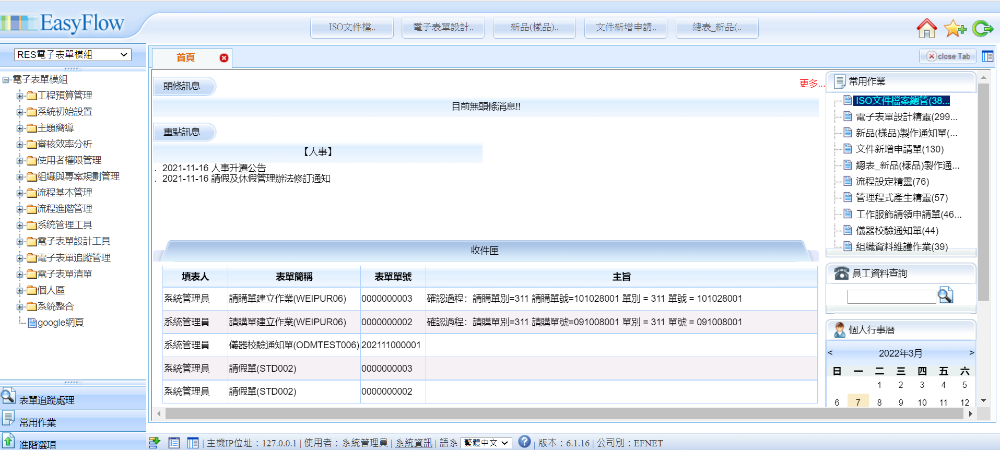 EasyFlow
ISO文件檔..
電子表單設計..
新品(樣品)..
文件新增申請..
總表_新品(..
RES電子表單模組
電子表單模組
工程預算管理
系統初始設置
主題嚮導
審核效率分析
使用者權限管理
組織與專案規劃管理
流程基本管理
流程進階管理
系统管理工具
電子表單設計工具
電子表單追蹤管理
電子表單清單
個人區
系統整合
google網頁
表單追蹤處理
常用作業
進階選項
首頁
close Tab
頭條訊息
更多...
目前無頭條消息!!
重點訊息
【人事】
. 2021-11-16 人事升遷公告
. 2021-11-16 請假及休假管理辦法修訂通知
收件匣
填表人 表單簡稱 表單單號 主旨
系統管理員 請購單建立作業(WEIPUR06) 0000000003 確認過程：請購單別=311 請購單號=101028001 單別 = 311 單號 = 101028001
系統管理員 請購單建立作業(WEIPUR06) 0000000002 確認過程：請購單別=311 請購單號=091008001 單別 = 311 單號 = 091008001
系統管理員 儀器校驗通知單(ODMTEST006) 202111000001
系統管理員 請假單(STD002) 0000000003
系統管理員 請假單(STD002) 0000000002
常用作業
ISO文件檔案總管(38...
電子表單設計精靈(299...
新品(樣品)製作通知單(...
文件新增申請單(130)
總表_新品(樣品)製作通...
流程設定精靈(76)
管理程式產生精靈(57)
工作服飾請領申請單(46...
儀器校驗通知單(44)
組織資料維護作業(39)
員工資料查詢
個人行事曆
< 2022年3月 >
日 一 二 三 四 五 六
1 2 3 4 5
6 7 8 9 10 11 12
| 主機IP位址：127.0.0.1 | 使用者：系統管理員 | 系統資訊 | 語系 繁體中文 | 版本：6.1.16 | 公司別：EFNET